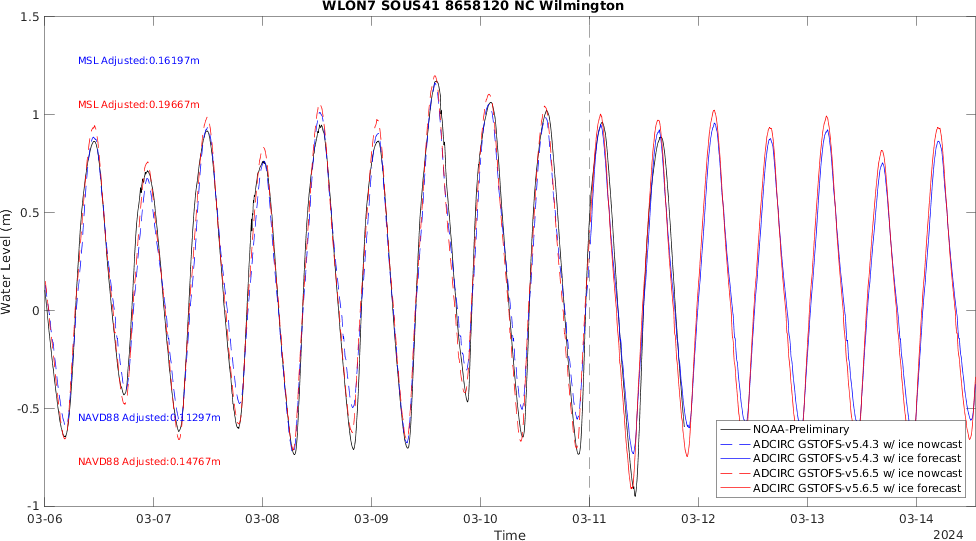 WLON7 SOUS41 8658120 NC Wilmington
1.5
1
0.5
0
-0.5
-1
Water Level (m)
MSL Adjusted:0.16197m
MSL Adjusted:0.19667m
NAVD88 Adjusted:0.11297m
NAVD88 Adjusted:0.14767m
NOAA-Preliminary
ADCIRC GSTOFS-v5.4.3 w/ ice nowcast
ADCIRC GSTOFS-v5.4.3 w/ ice forecast
ADCIRC GSTOFS-v5.6.5 w/ ice nowcast
ADCIRC GSTOFS-v5.6.5 w/ ice forecast
03-06 03-07 03-08 03-09 03-10 03-11 03-12 03-13 03-14
Time
2024